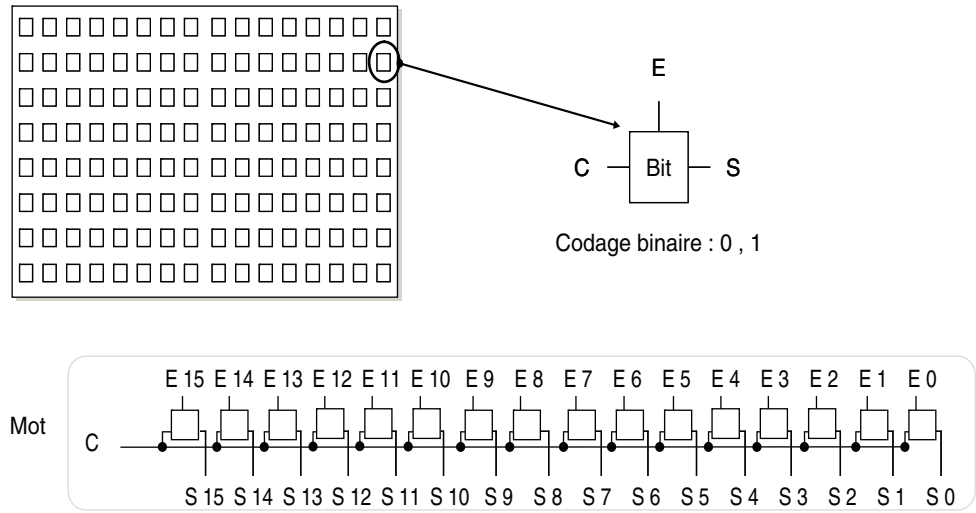 E
C Bit S
Codage binaire : 0 , 1
E 15 E 14 E 13 E 12 E 11 E 10 E 9 E 8 E 7 E 6 E 5 E 4 E 3 E 2 E 1 E 0
Mot
C
S 15 S 14 S 13 S 12 S 11 S 10 S 9 S 8 S 7 S 6 S 5 S 4 S 3 S 2 S 1 S 0